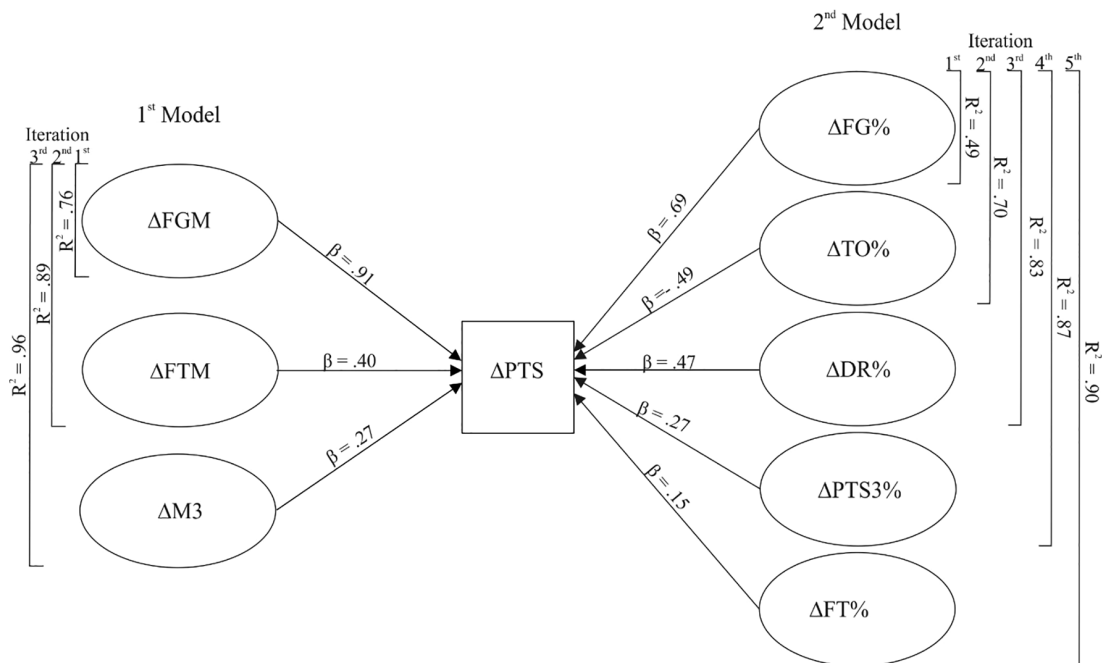 2nd Model
Iteration
1st 2nd 3rd 4th 5th
1st Model
Iteration
3rd 2nd 1st
ΔFGM
ΔFTM
ΔM3
R² = .76
R² = .89
R² = .96
β = .91
β = .40
β = .27
ΔPTS
β = .69
β =- .49
β = .47
β = .27
β = .15
ΔFG%
ΔTO%
ΔDR%
ΔPTS3%
ΔFT%
R² = .49
R² = .70
R² = .83
R² = .87
R² = .90